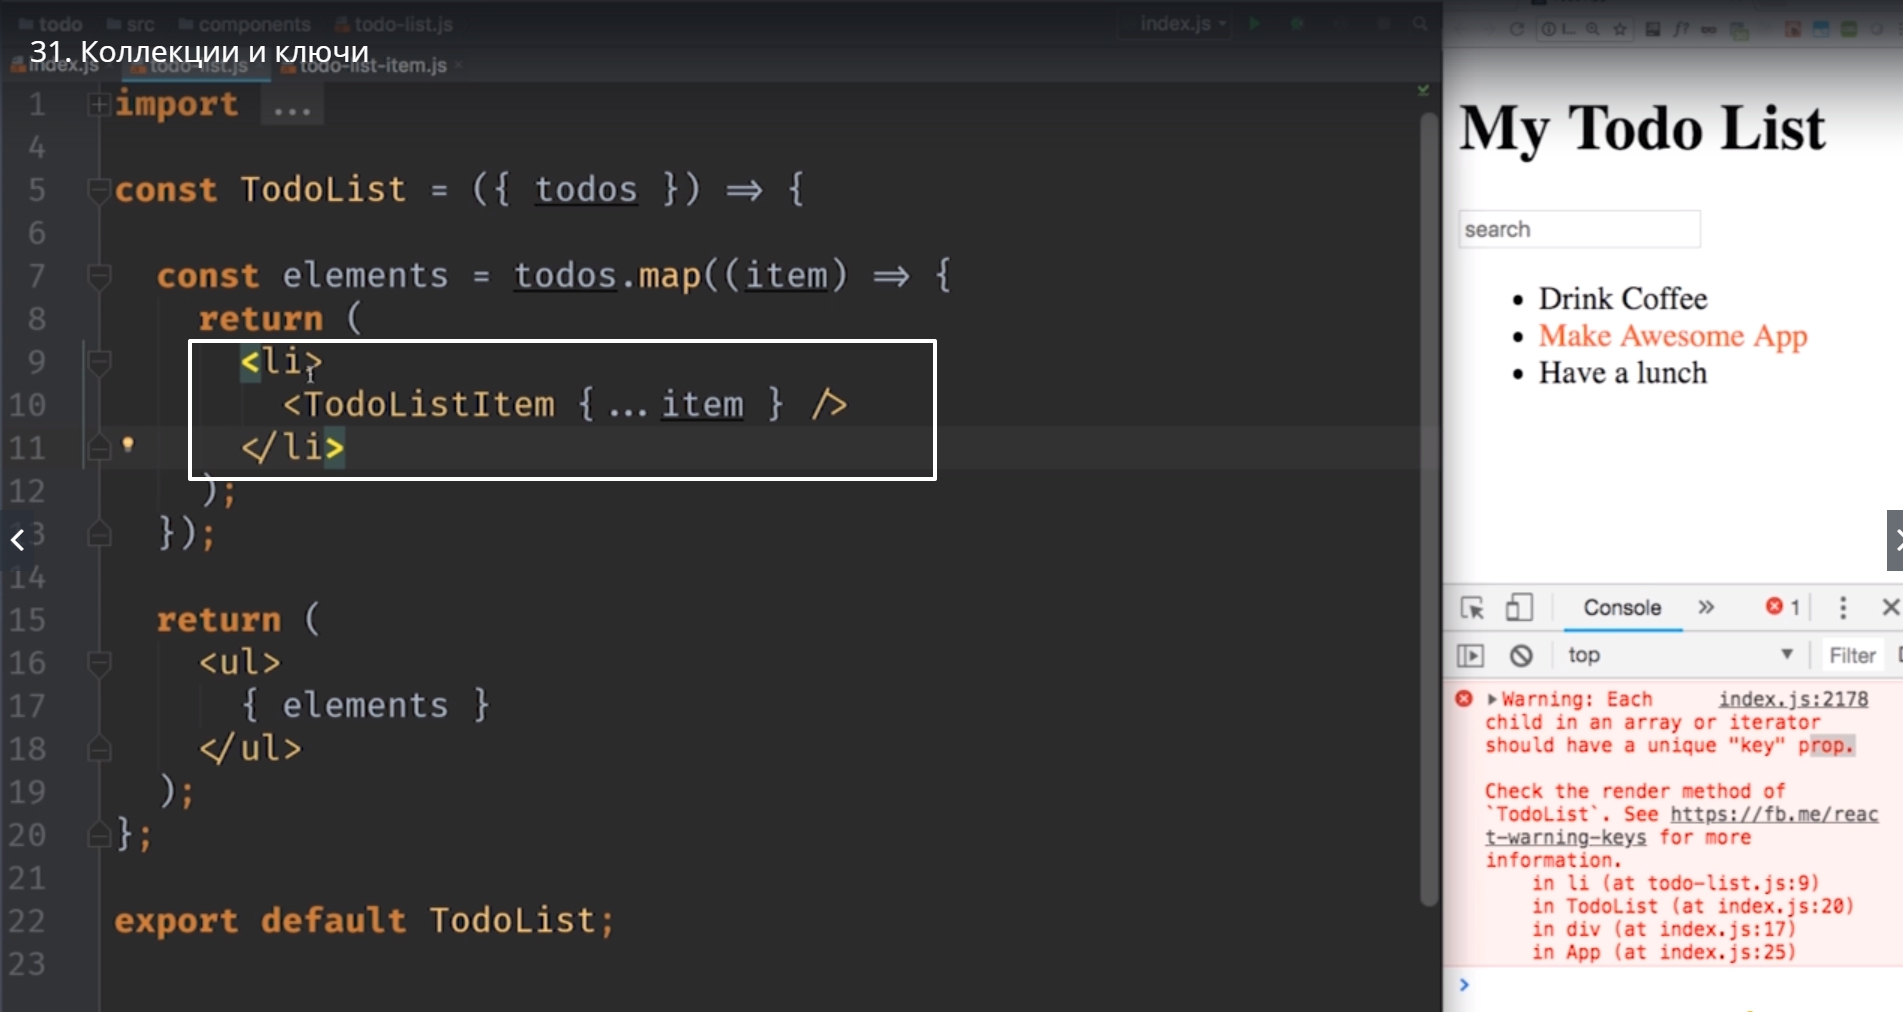 todo src components todo-list.js index.js
31. Коллекции и ключи
index.js todo-list.js todo-list-item.js
1 import ...
4
5 const TodoList = ({ todos }) => {
6
7 const elements = todos.map((item) => {
8 return (
9 <li>
10 <TodoListItem {...item } />
11 </li>
12 );
13 });
14
15 return (
16 <ul>
17 { elements }
18 </ul>
19 );
20 };
21
22 export default TodoList;
23
My Todo List
search
Drink Coffee
Make Awesome App
Have a lunch
Console 1
top Filter
Warning: Each index.js:2178
child in an array or iterator
should have a unique "key" prop.
Check the render method of
`TodoList`. See https://fb.me/reac
t-warning-keys for more
information.
in li (at todo-list.js:9)
in TodoList (at index.js:20)
in div (at index.js:17)
in App (at index.js:25)